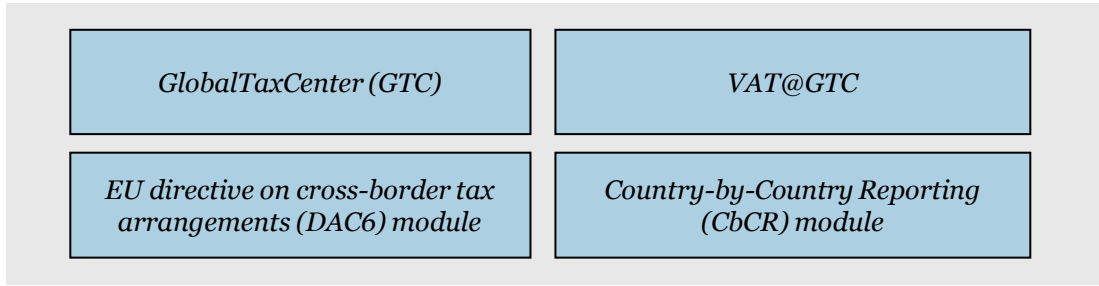 GlobalTaxCenter (GTC)
VAT@GTC
EU directive on cross-border tax
arrangements (DAC6) module
Country-by-Country Reporting
(CbCR) module